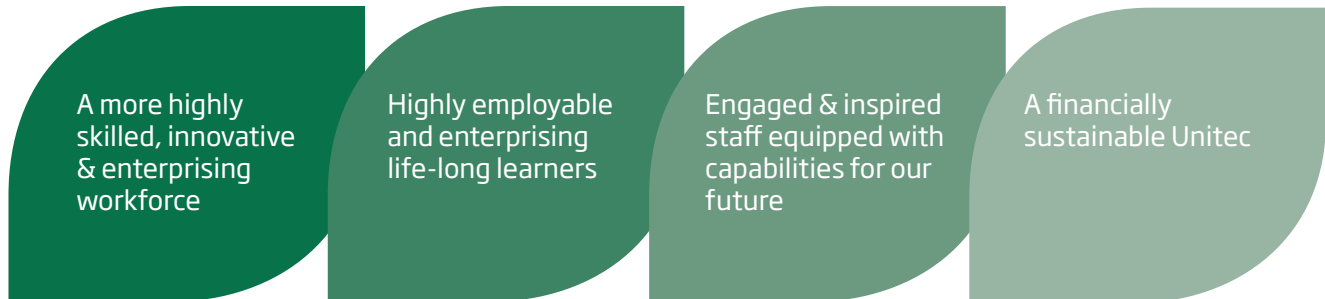 A more highly
skilled, innovative
& enterprising
workforce
Highly employable
and enterprising
life-long learners
Engaged & inspired
staff equipped with
capabilities for our
future
A financially
sustainable Unitec